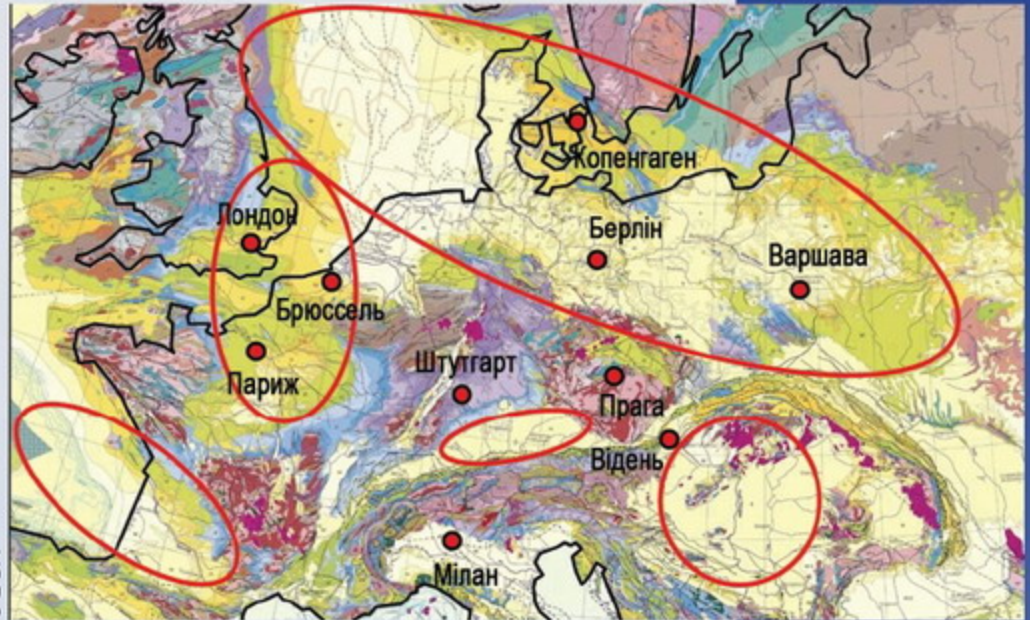 Копенгаген
Лондон
Берлін
Варшава
Брюссель
Штутгарт
Париж
Прага
Відень
Мілан